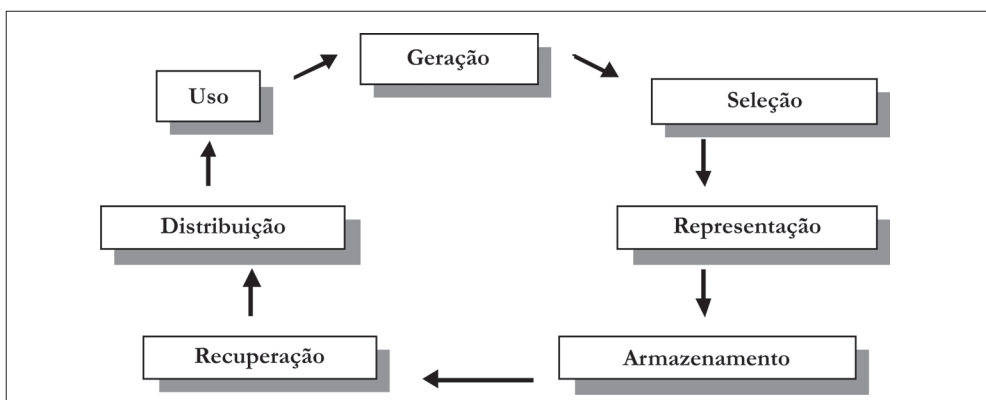 Geração
Seleção
Representação
Armazenamento
Recuperação
Distribuição
Uso